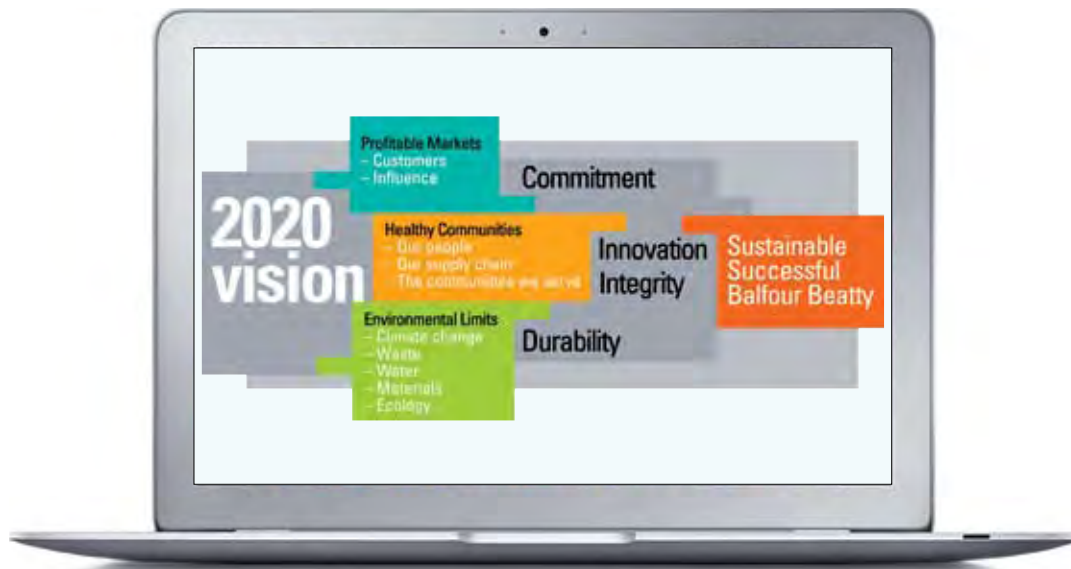 2020
vision
Profitable Markets
– Customers
– Influence
Healthy Communities
– Our people
– Our supply chain
– The communities we serve
Environmental Limits
– Climate change
– Waste
– Water
– Materials
– Ecology
Commitment
Innovation
Integrity
Durability
Sustainable
Successful
Balfour Beatty